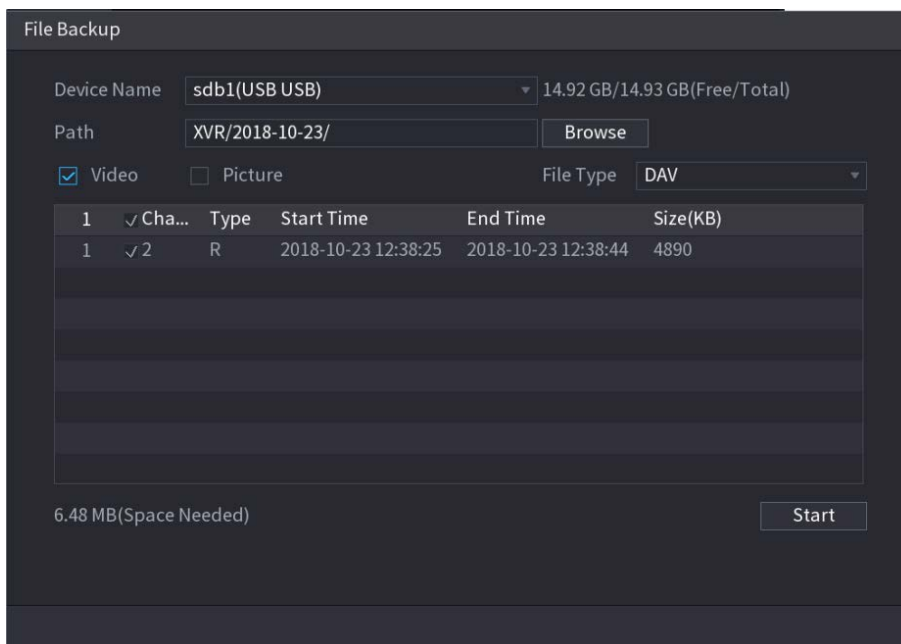 File Backup
Device Name sdb1(USB USB) 14.92 GB/14.93 GB(Free/Total)
Path XVR/2018-10-23/ Browse
Video Picture File Type DAV
1 Cha... Type Start Time End Time Size(KB)
1 2 R 2018-10-23 12:38:25 2018-10-23 12:38:44 4890
6.48 MB(Space Needed) Start